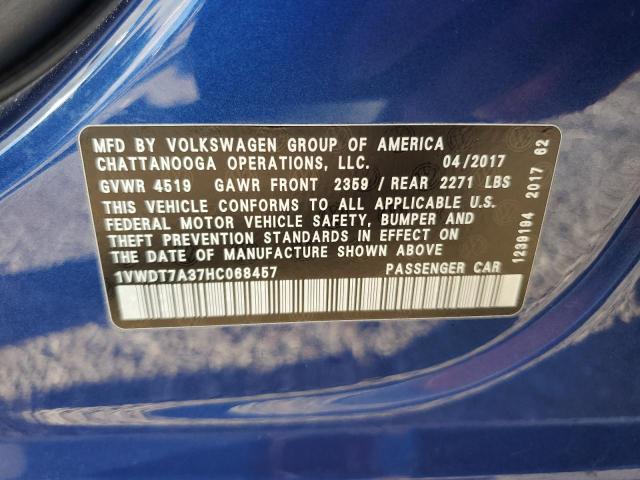 MFD BY VOLKSWAGEN GROUP OF AMERICA
CHATTANOOGA OPERATIONS, LLC. 04/2017
GVWR 4519 GAWR FRONT 2359 / REAR 2271 LBS
THIS VEHICLE CONFORMS TO ALL APPLICABLE U.S.
FEDERAL MOTOR VEHICLE SAFETY, BUMPER AND
THEFT PREVENTION STANDARDS IN EFFECT ON
THE DATE OF MANUFACTURE SHOWN ABOVE
1VWDT7A37HC068457 PASSENGER CAR
1239194 2017 62